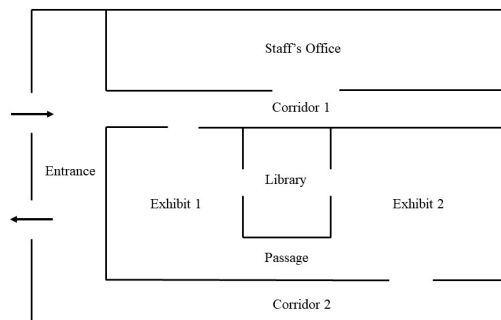 Staff's Office
Corridor 1
Entrance
Library
Exhibit 1
Exhibit 2
Passage
Corridor 2